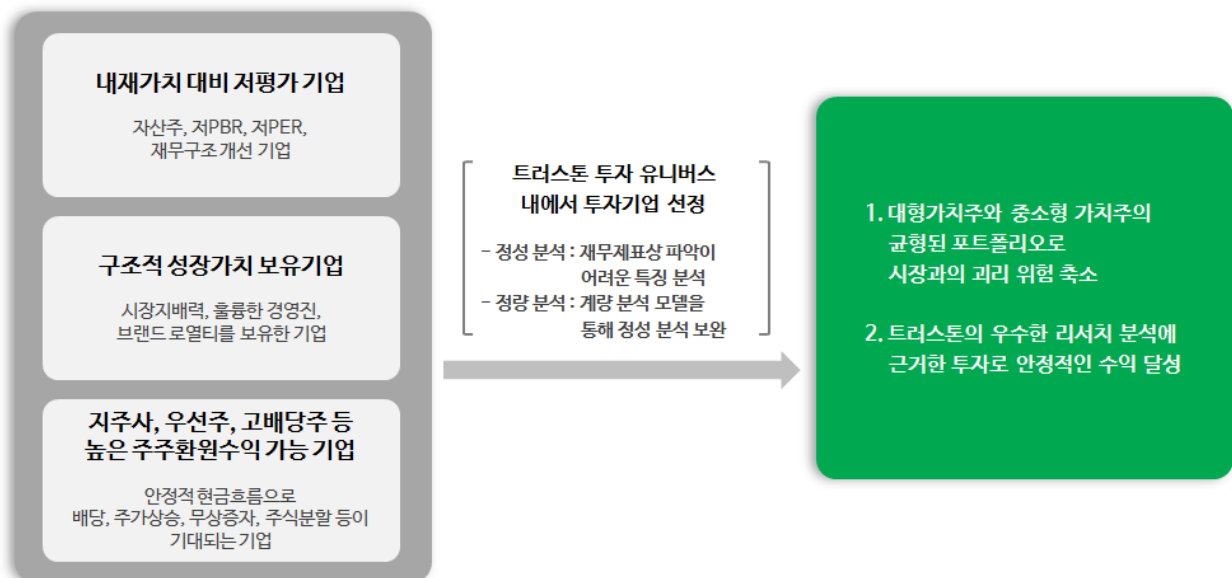 내재가치 대비 저평가 기업
자산주, 저PBR, 저PER,
재무구조 개선 기업
구조적 성장가치 보유기업
시장지배력, 훌륭한 경영진,
브랜드 로열티를 보유한 기업
지주사, 우선주, 고배당주 등
높은 주주환원수익 가능 기업
안정적 현금흐름으로
배당, 주가상승, 무상증자, 주식분할 등이
기대되는 기업
트러스톤 투자 유니버스
내에서 투자기업 선정
- 정성 분석 : 재무제표상 파악이
어려운 특징 분석
- 정량 분석 : 계량 분석 모델을
통해 정성 분석 보완
1. 대형가치주와 중소형 가치주의
균형된 포트폴리오로
시장과의 괴리 위험 축소
2. 트러스톤의 우수한 리서치 분석에
근거한 투자로 안정적인 수익 달성